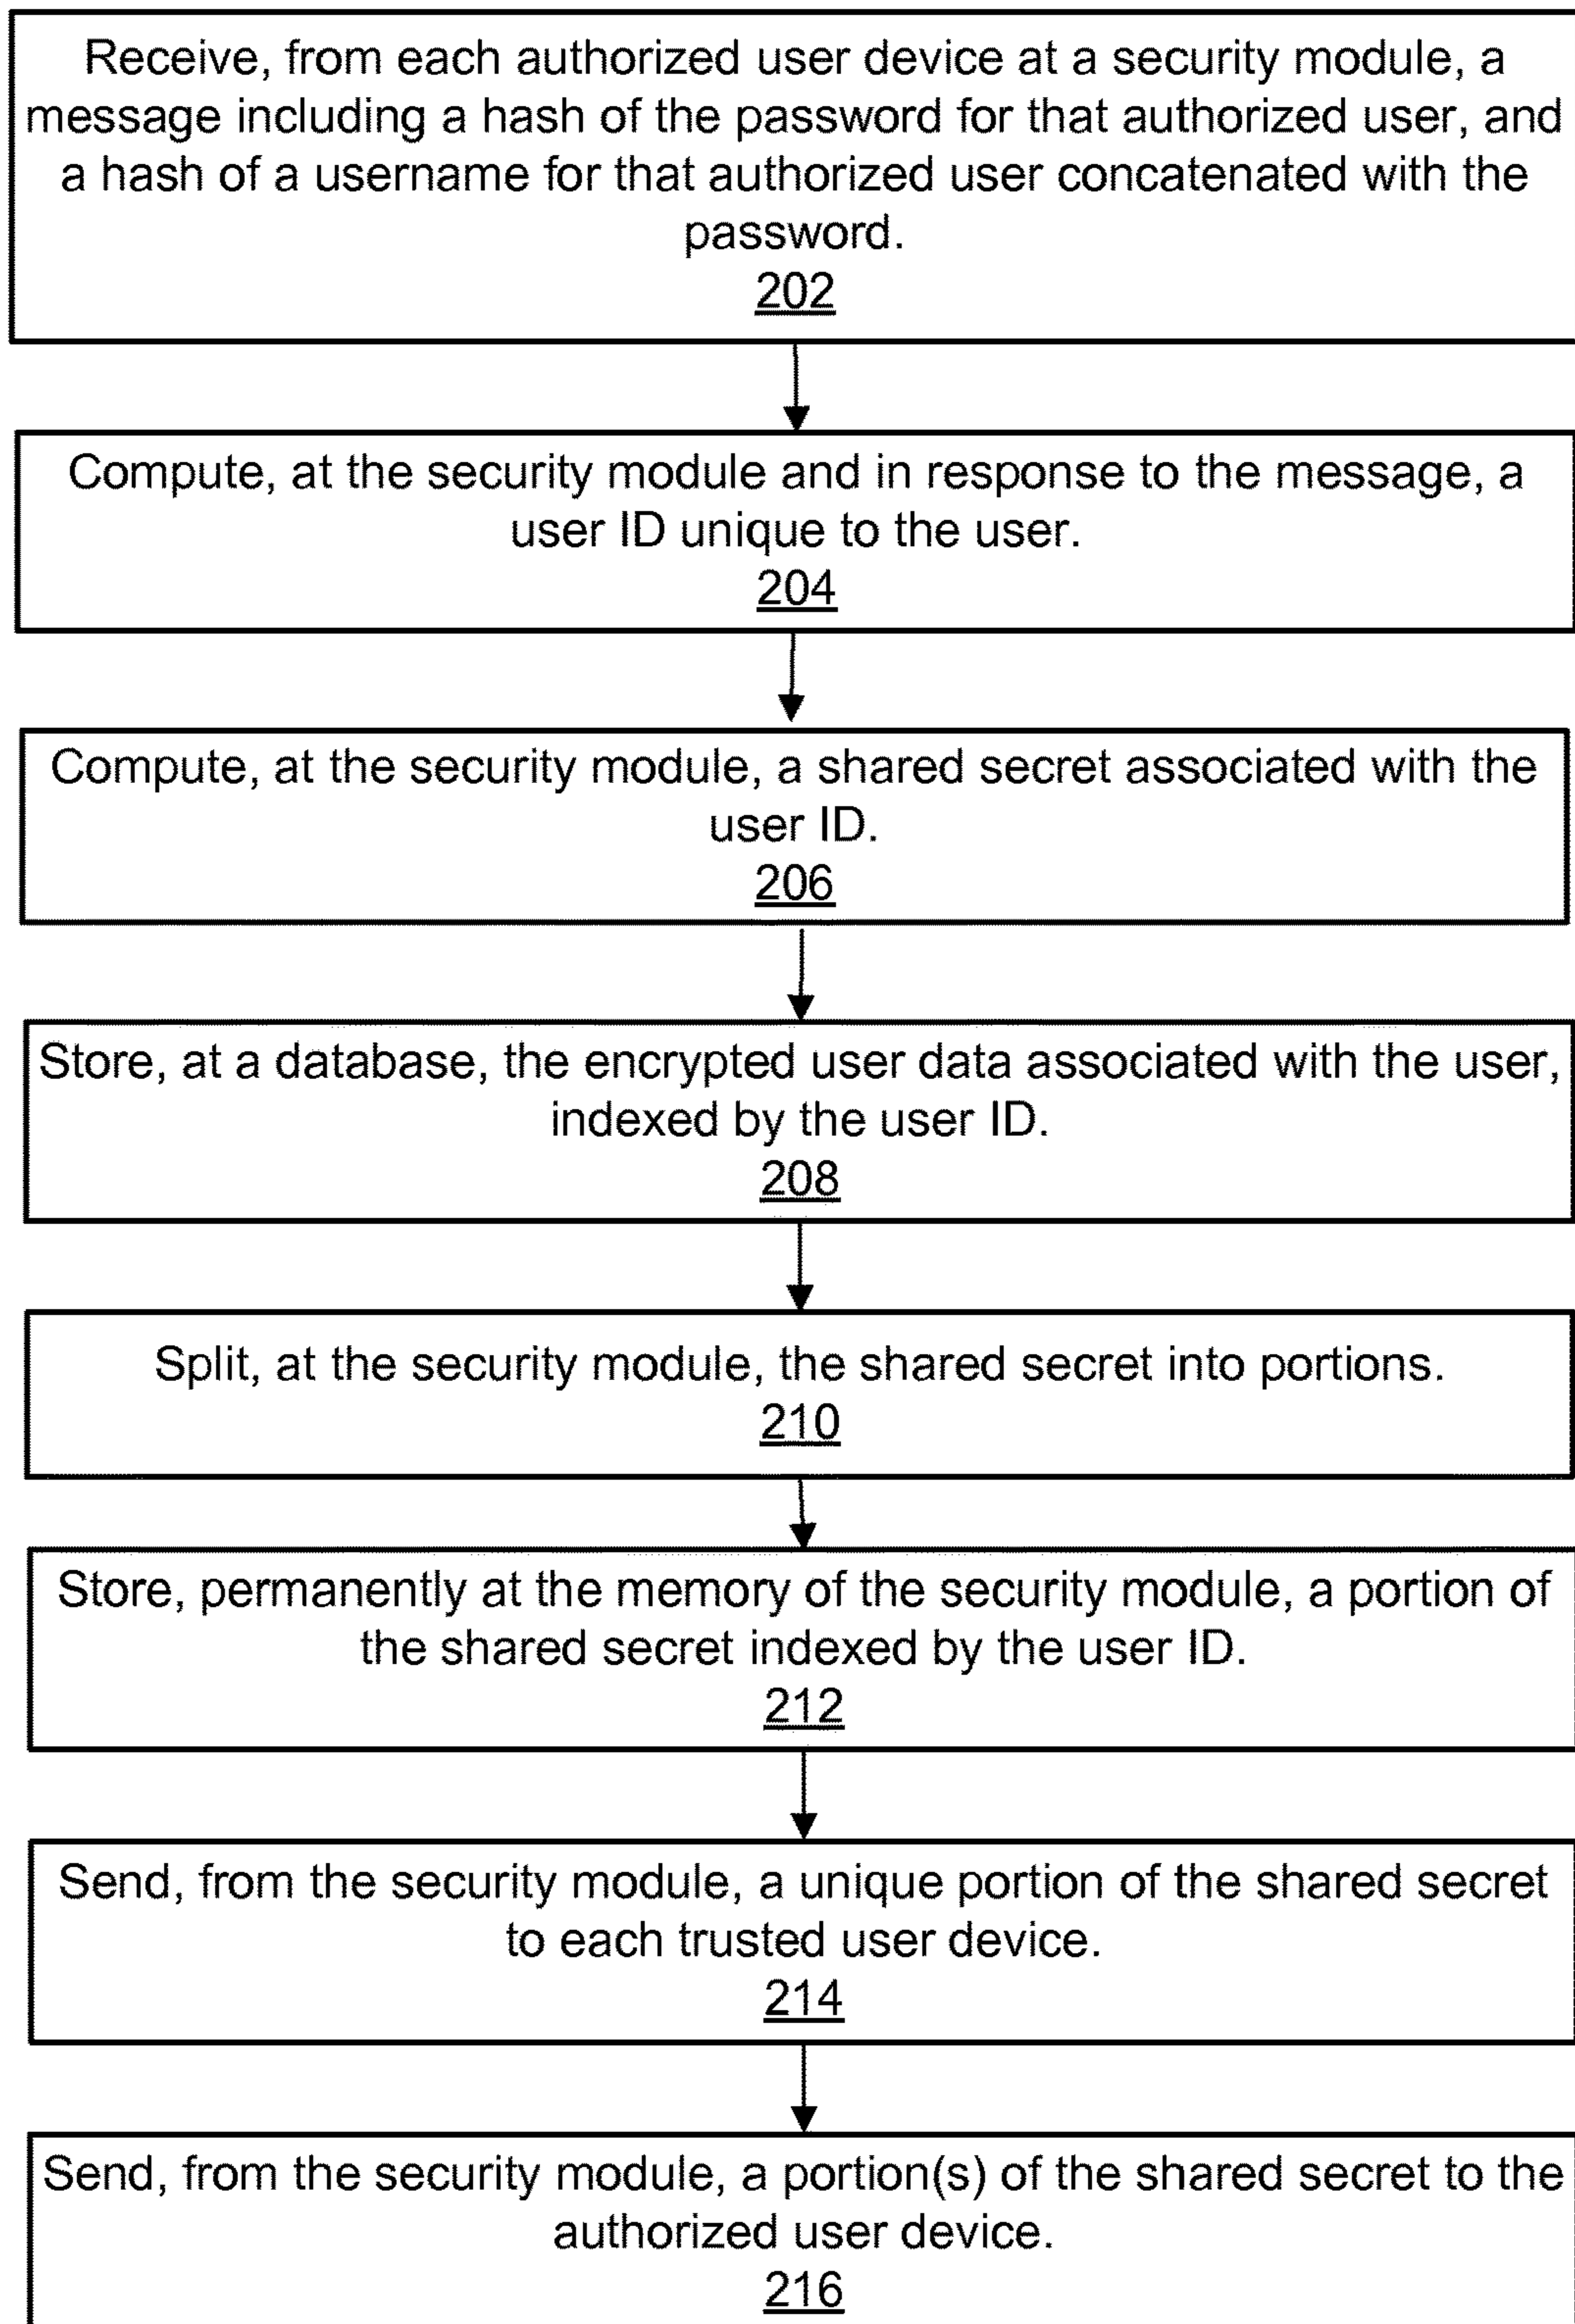 Receive, from each authorized user device at a security module, a
message including a hash of the password for that authorized user, and
a hash of a username for that authorized user concatenated with the
password.
202
Compute, at the security module and in response to the message, a
user ID unique to the user.
204
Compute, at the security module, a shared secret associated with the
user ID.
206
Store, at a database, the encrypted user data associated with the user,
indexed by the user ID.
208
Split, at the security module, the shared secret into portions.
210
Store, permanently at the memory of the security module, a portion of
the shared secret indexed by the user ID.
212
Send, from the security module, a unique portion of the shared secret
to each trusted user device.
214
Send, from the security module, a portion(s) of the shared secret to the
authorized user device.
216